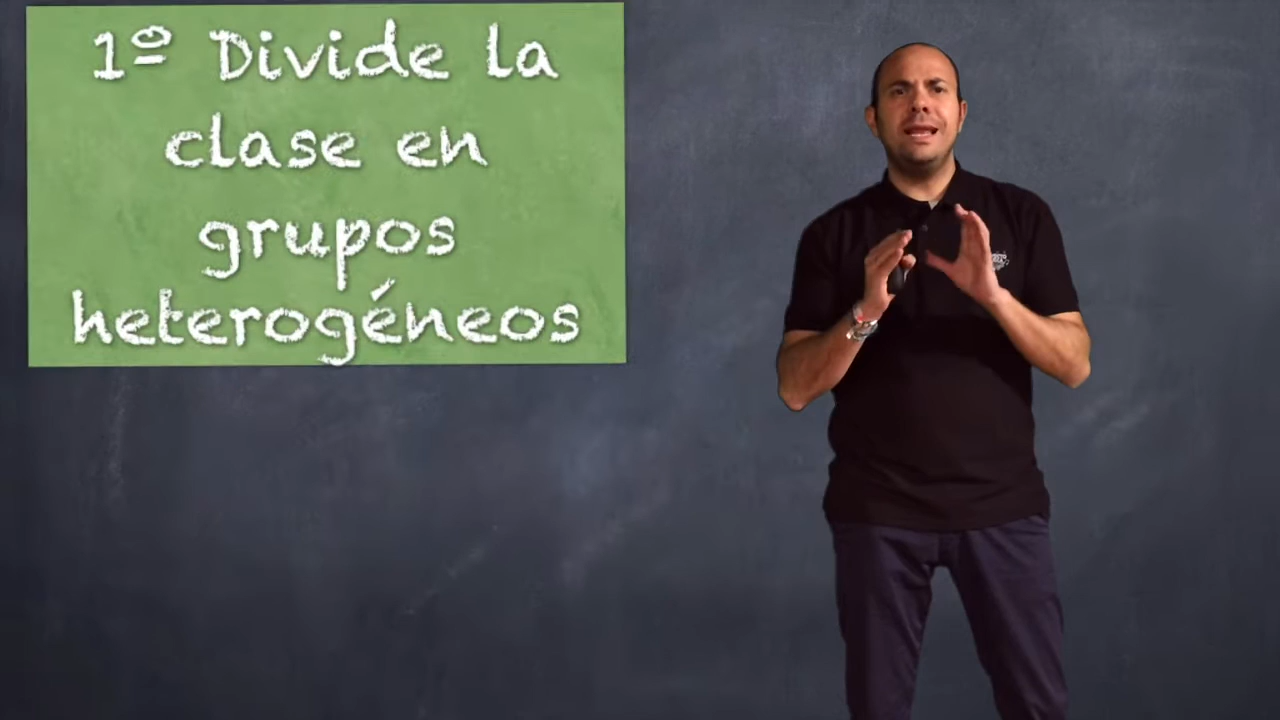 1º Divide la
clase en
grupos
heterogéneos